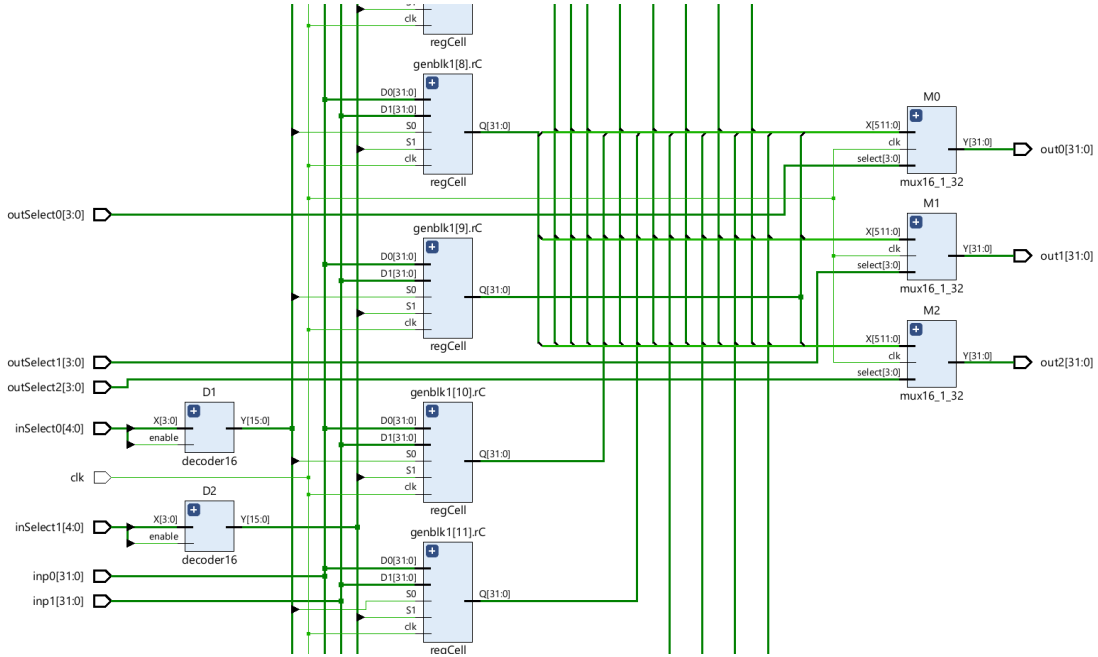 clk
regCell
genblk1[8].rC
D0[31:0]
D1[31:0]
S0
S1
clk
Q[31:0]
regCell
M0
X[511:0]
clk
select[3:0]
Y[31:0]
mux16_1_32
out0[31:0]
outSelect0[3:0]
genblk1[9].rC
D0[31:0]
D1[31:0]
S0
S1
clk
Q[31:0]
regCell
M1
X[511:0]
clk
select[3:0]
Y[31:0]
mux16_1_32
out1[31:0]
M2
X[511:0]
clk
select[3:0]
Y[31:0]
mux16_1_32
out2[31:0]
outSelect1[3:0]
outSelect2[3:0]
D1
inSelect0[4:0]
X[3:0]
enable
Y[15:0]
decoder16
genblk1[10].rC
D0[31:0]
D1[31:0]
S0
S1
clk
Q[31:0]
regCell
clk
D2
inSelect1[4:0]
X[3:0]
enable
Y[15:0]
decoder16
genblk1[11].rC
D0[31:0]
D1[31:0]
S0
S1
clk
Q[31:0]
regCell
inp0[31:0]
inp1[31:0]